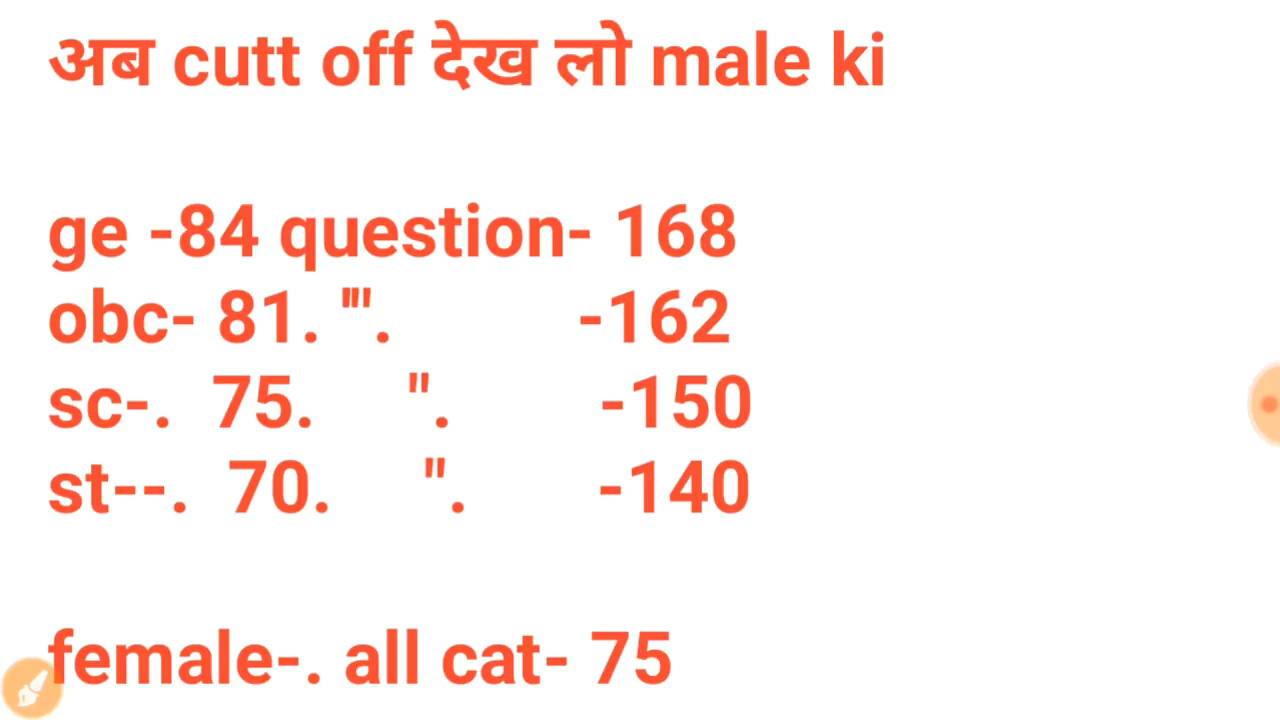 अब cutt off देख लो male ki
ge -84 question- 168
obc- 81. "'. -162
sc-. 75. ". -150
st--. 70. ". -140
female-. all cat- 75